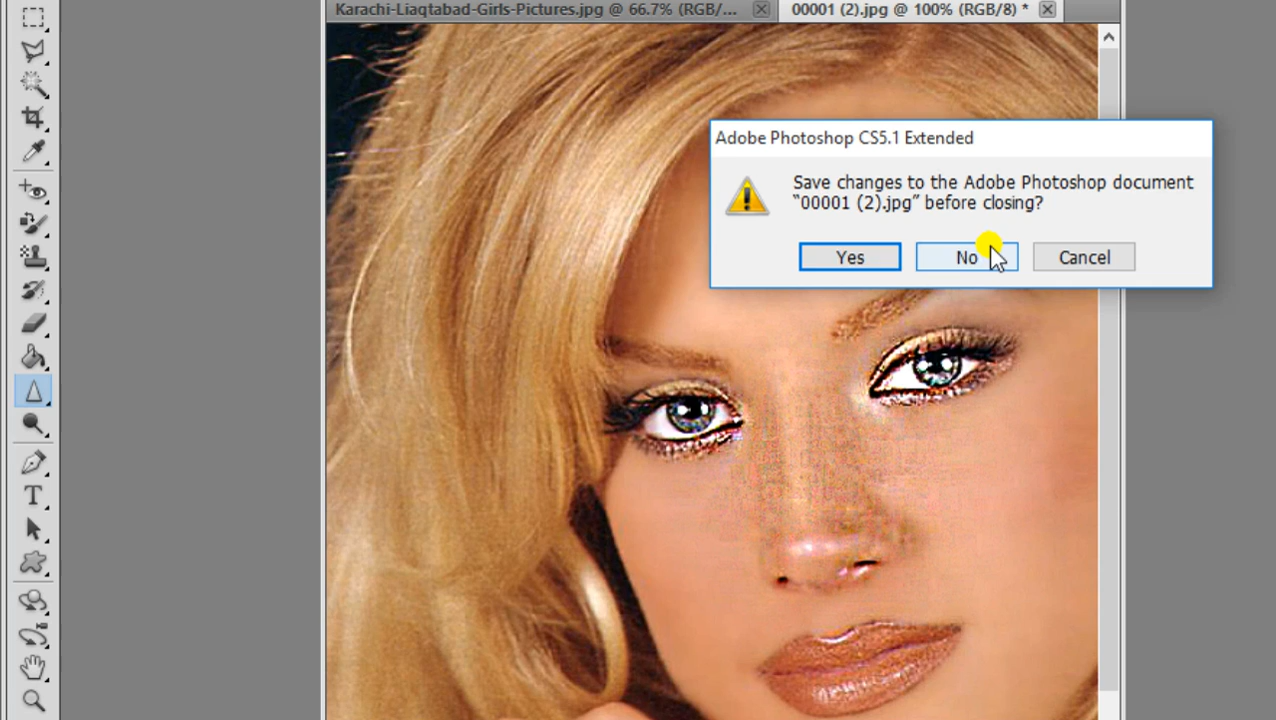 Karachi-Liaqtabad-Girls-Pictures.jpg @ 66.7% (RGB/...
00001 (2).jpg @ 100% (RGB/8) *
Adobe Photoshop CS5.1 Extended
Save changes to the Adobe Photoshop document
“00001 (2).jpg” before closing?
Yes
No
Cancel
T